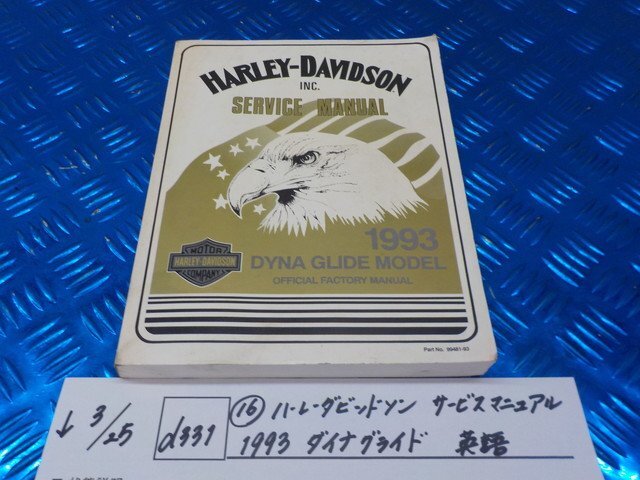 HARLEY-DAVIDSON
INC.
SERVICE MANUAL
1993
DYNA GLIDE MODEL
OFFICIAL FACTORY MANUAL
MOTOR
HARLEY-DAVIDSON
COMPANY
Part No. 99481-93
↓ 3/25 d331 ⑯ ハーレーダビッドソン サービスマニュアル
1993 ダイナグライド 英語